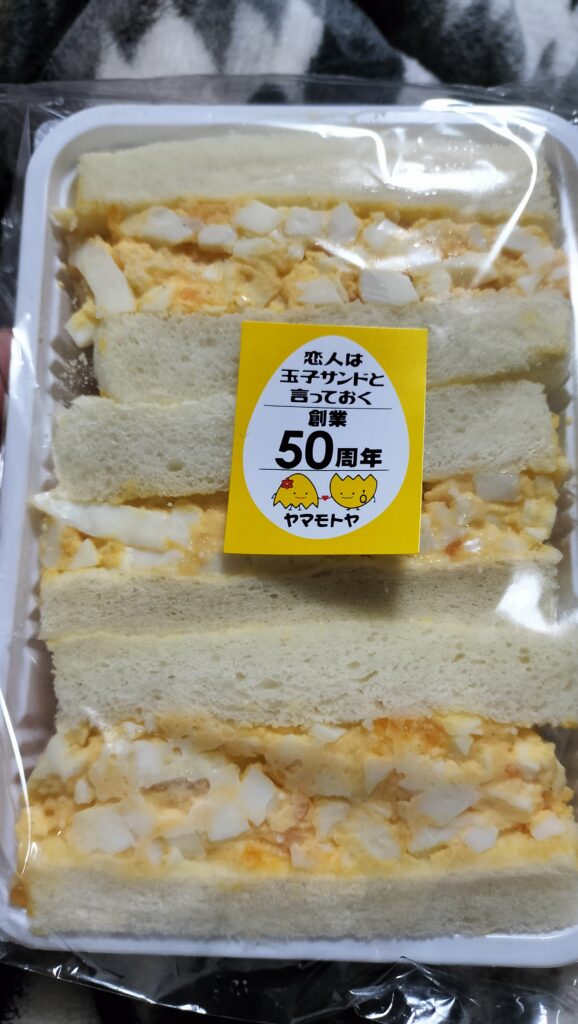 恋人は
玉子サンドと
言っておく
創業
50周年
ヤマモトヤ